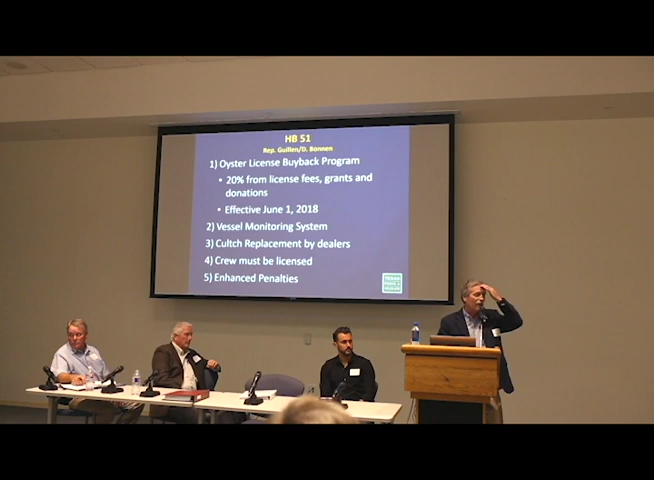 HB 51
Rep. Guillen/D. Bonnen
1) Oyster License Buyback Program
• 20% from license fees, grants and
donations
• Effective June 1, 2018
2) Vessel Monitoring System
3) Cultch Replacement by dealers
4) Crew must be licensed
5) Enhanced Penalties